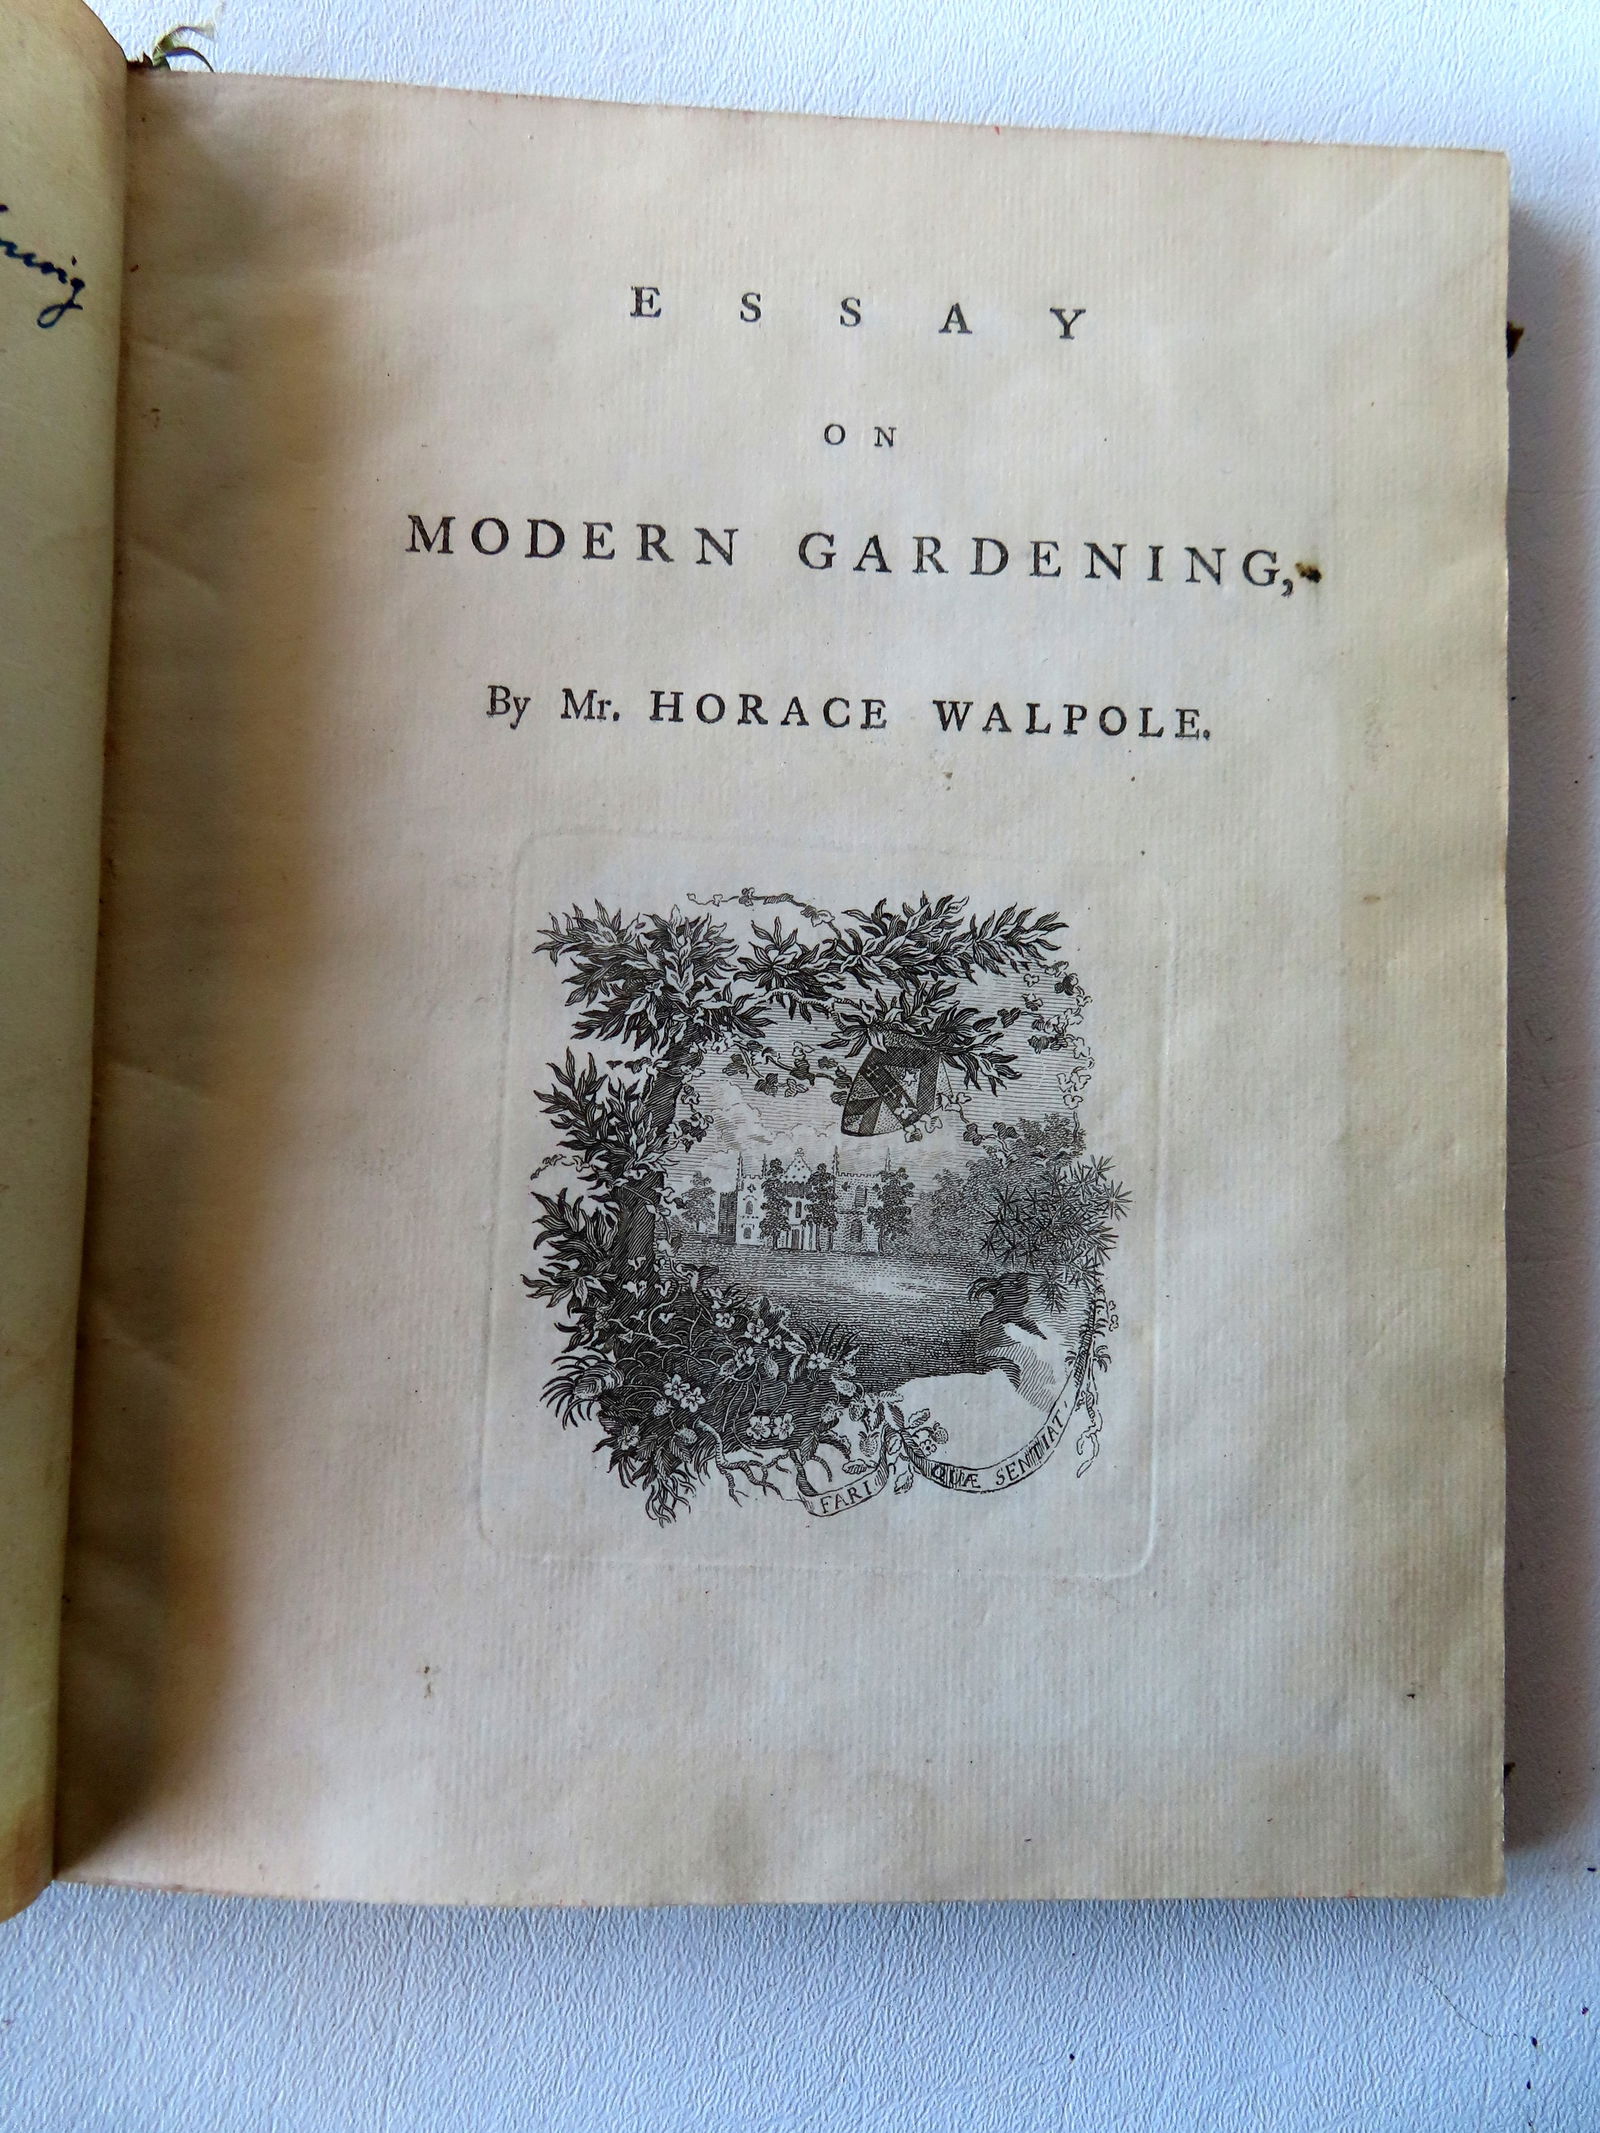 ESSAY
ON
MODERN GARDENING,
By Mr. HORACE WALPOLE.
FARI QUÆ SENTIAT.